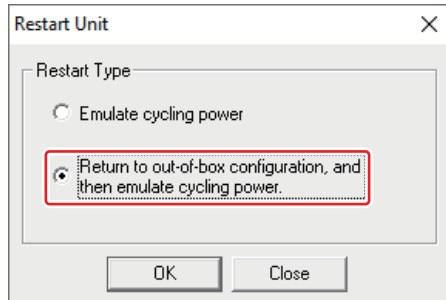 Restart Unit
Restart Type
Emulate cycling power
Return to out-of-box configuration, and
then emulate cycling power.
OK
Close